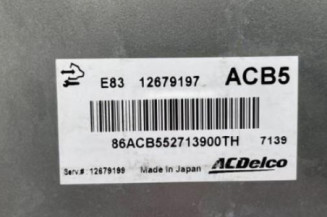 E83 12679197 ACB5
86ACB552713900TH 7139
Serv.# 12679199 Made in Japan ACDelco